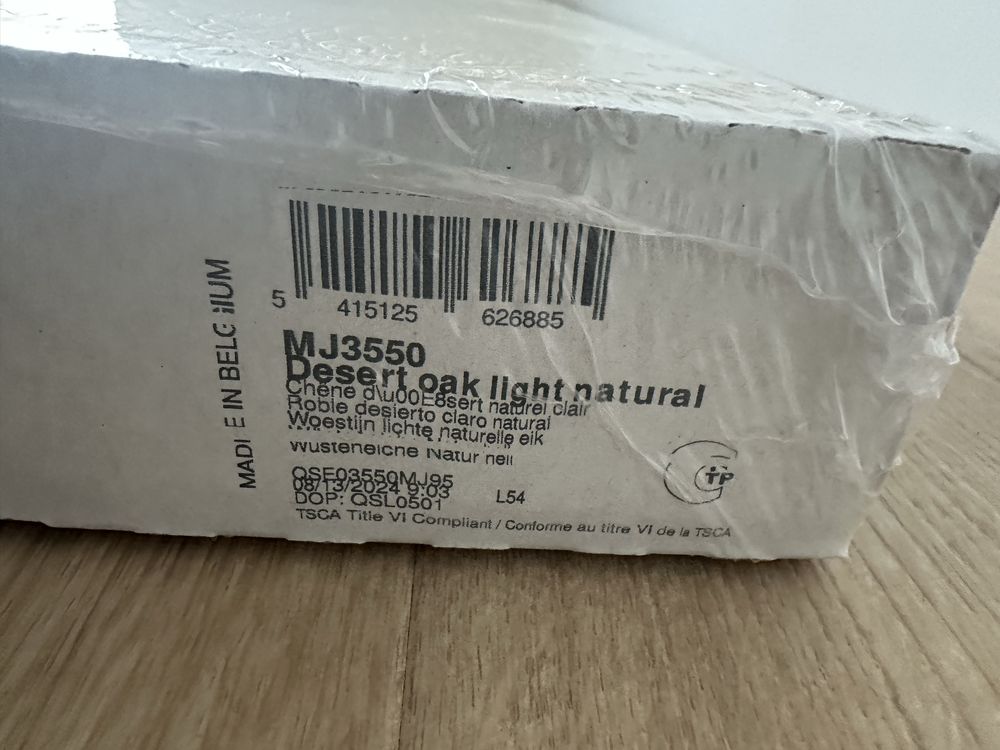 MADE IN BELGIUM
5 415125 626885
MJ3550
Desert oak light natural
Chêne d\u00E8sert naturel clair
Roble desierto claro natural
Woestijn lichte naturelle eik
Wüsteneiche Natur hell
QSE03550MJ95
08/13/2024 9:03
DOP: QSL0501 L54
TSCA Title VI Compliant / Conforme au titre VI de la TSCA
TP